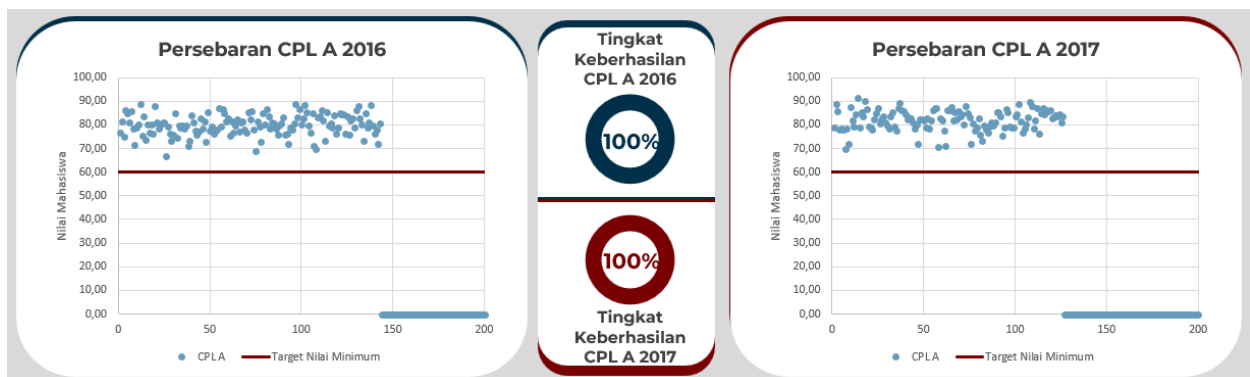 Persebaran CPL A 2016
100,00
90,00
80,00
70,00
60,00
50,00
40,00
30,00
20,00
10,00
0,00
Nilai Mahasiswa
0
50
100
150
200
CPL A
Target Nilai Minimum
Tingkat
Keberhasilan
CPL A 2016
100%
100%
Tingkat
Keberhasilan
CPL A 2017
Persebaran CPL A 2017
100,00
90,00
80,00
70,00
60,00
50,00
40,00
30,00
20,00
10,00
0,00
Nilai Mahasiswa
0
50
100
150
200
CPL A
Target Nilai Minimum